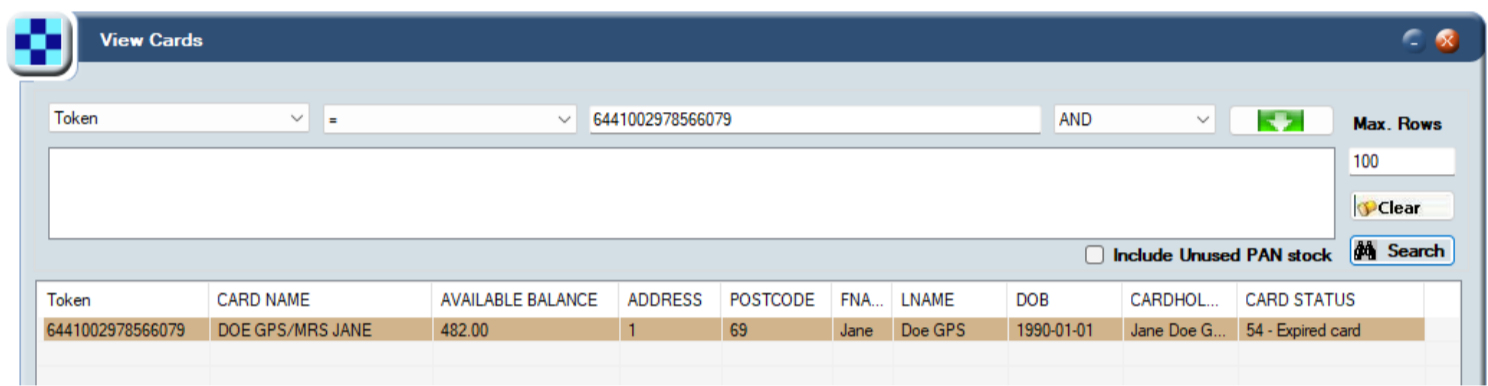 View Cards
Token = 6441002978566079 AND Max. Rows
100
Clear
Include Unused PAN stock Search
Token CARD NAME AVAILABLE BALANCE ADDRESS POSTCODE FNA... LNAME DOB CARDHOL... CARD STATUS
6441002978566079 DOE GPS/MRS JANE 482.00 1 69 Jane Doe GPS 1990-01-01 Jane Doe G... 54 - Expired card